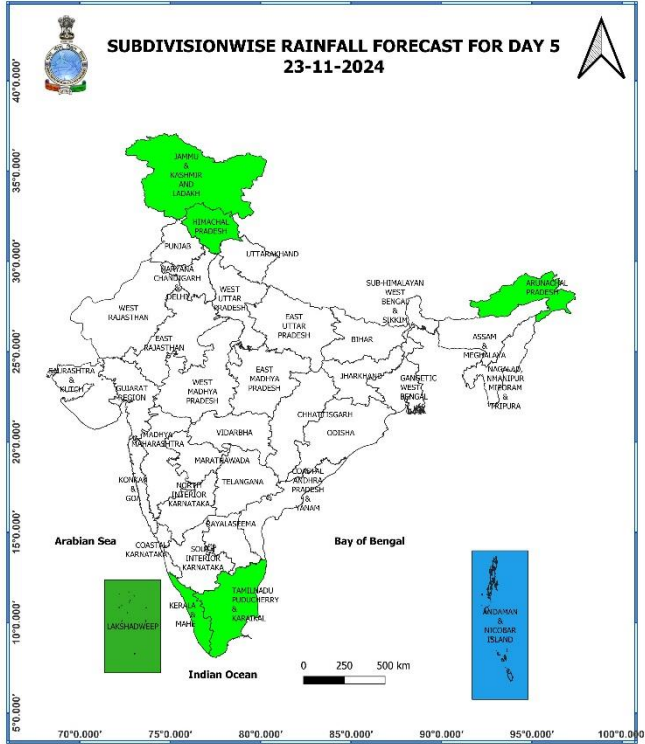 SUBDIVISIONWISE RAINFALL FORECAST FOR DAY 5
23-11-2024
40°0.000'
35°0.000'
30°0.000'
25°0.000'
20°0.000'
15°0.000'
10°0.000'
5°0.000'
JAMMU
&
KASHMIR
AND
LADAKH
HIMACHAL
PRADESH
PUNJAB
UTTARAKHAND
HARYANA
CHANDIGARH
&
DELHI
WEST
UTTAR
PRADESH
WEST
RAJASTHAN
EAST
RAJASTHAN
EAST
UTTAR
PRADESH
SUB-HIMALAYAN
WEST
BENGAL
&
SIKKIM
ARUNACHAL
PRADESH
BIHAR
ASSAM
&
MEGHALAYA
NAGALAD,
NMANIPUR
MIZORAM
&
TRIPURA
SAURASHTRA
&
KUTCH
GUJARAT
REGION
WEST
MADHYA
PRADESH
EAST
MADHYA
PRADESH
JHARKHAND
GANGETIC
WEST
BENGAL
CHHATTISGARH
ODISHA
MADHYA
MAHARASHTRA
VIDARBHA
MARATHWADA
TELANGANA
KONKAN
&
GOA
NORTH
INTERIOR
KARNATAKA
COASTAL
ANDHRA
PRADESH
&
YANAM
RAYALASEEMA
COASTAL
KARNATAKA
SOUTH
INTERIOR
KARNATAKA
Arabian Sea
Bay of Bengal
KERALA
&
MAHE
TAMILNADU
PUDUCHERRY
&
KARAIKAL
LAKSHADWEEP
ANDAMAN
&
NICOBAR
ISLAND
Indian Ocean
0 250 500 km
70°0.000' 75°0.000' 80°0.000' 85°0.000' 90°0.000' 95°0.000' 100°0.000'